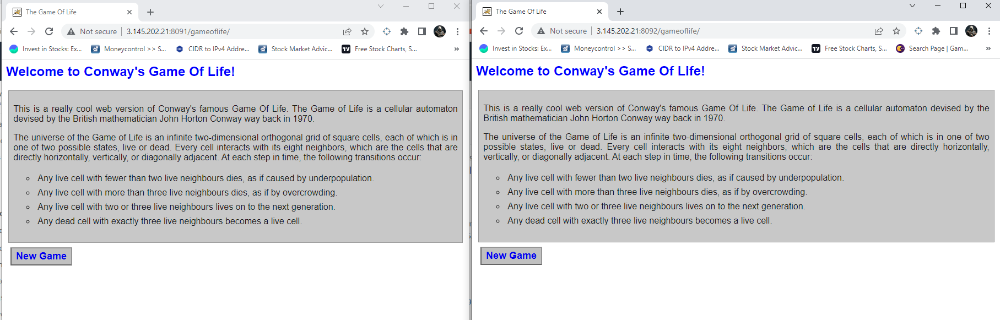 The Game Of Life
Not secure | 3.145.202.21:8091/gameoflife/
Invest in Stocks: Ex... Moneycontrol >> S... CIDR to IPv4 Addre... Stock Market Advic... Free Stock Charts, S... »
Welcome to Conway's Game Of Life!
This is a really cool web version of Conway's famous Game Of Life. The Game of Life is a cellular automaton
devised by the British mathematician John Horton Conway way back in 1970.
The universe of the Game of Life is an infinite two-dimensional orthogonal grid of square cells, each of which is in
one of two possible states, live or dead. Every cell interacts with its eight neighbors, which are the cells that are
directly horizontally, vertically, or diagonally adjacent. At each step in time, the following transitions occur:
Any live cell with fewer than two live neighbours dies, as if caused by underpopulation.
Any live cell with more than three live neighbours dies, as if by overcrowding.
Any live cell with two or three live neighbours lives on to the next generation.
Any dead cell with exactly three live neighbours becomes a live cell.
New Game
The Game Of Life
Not secure | 3.145.202.21:8092/gameoflife/
Invest in Stocks: Ex... Moneycontrol >> S... CIDR to IPv4 Addre... Stock Market Advic... Free Stock Charts, S... Search Page | Gam... »
Welcome to Conway's Game Of Life!
This is a really cool web version of Conway's famous Game Of Life. The Game of Life is a cellular automaton devised by the
British mathematician John Horton Conway way back in 1970.
The universe of the Game of Life is an infinite two-dimensional orthogonal grid of square cells, each of which is in one of two
possible states, live or dead. Every cell interacts with its eight neighbors, which are the cells that are directly horizontally,
vertically, or diagonally adjacent. At each step in time, the following transitions occur:
Any live cell with fewer than two live neighbours dies, as if caused by underpopulation.
Any live cell with more than three live neighbours dies, as if by overcrowding.
Any live cell with two or three live neighbours lives on to the next generation.
Any dead cell with exactly three live neighbours becomes a live cell.
New Game